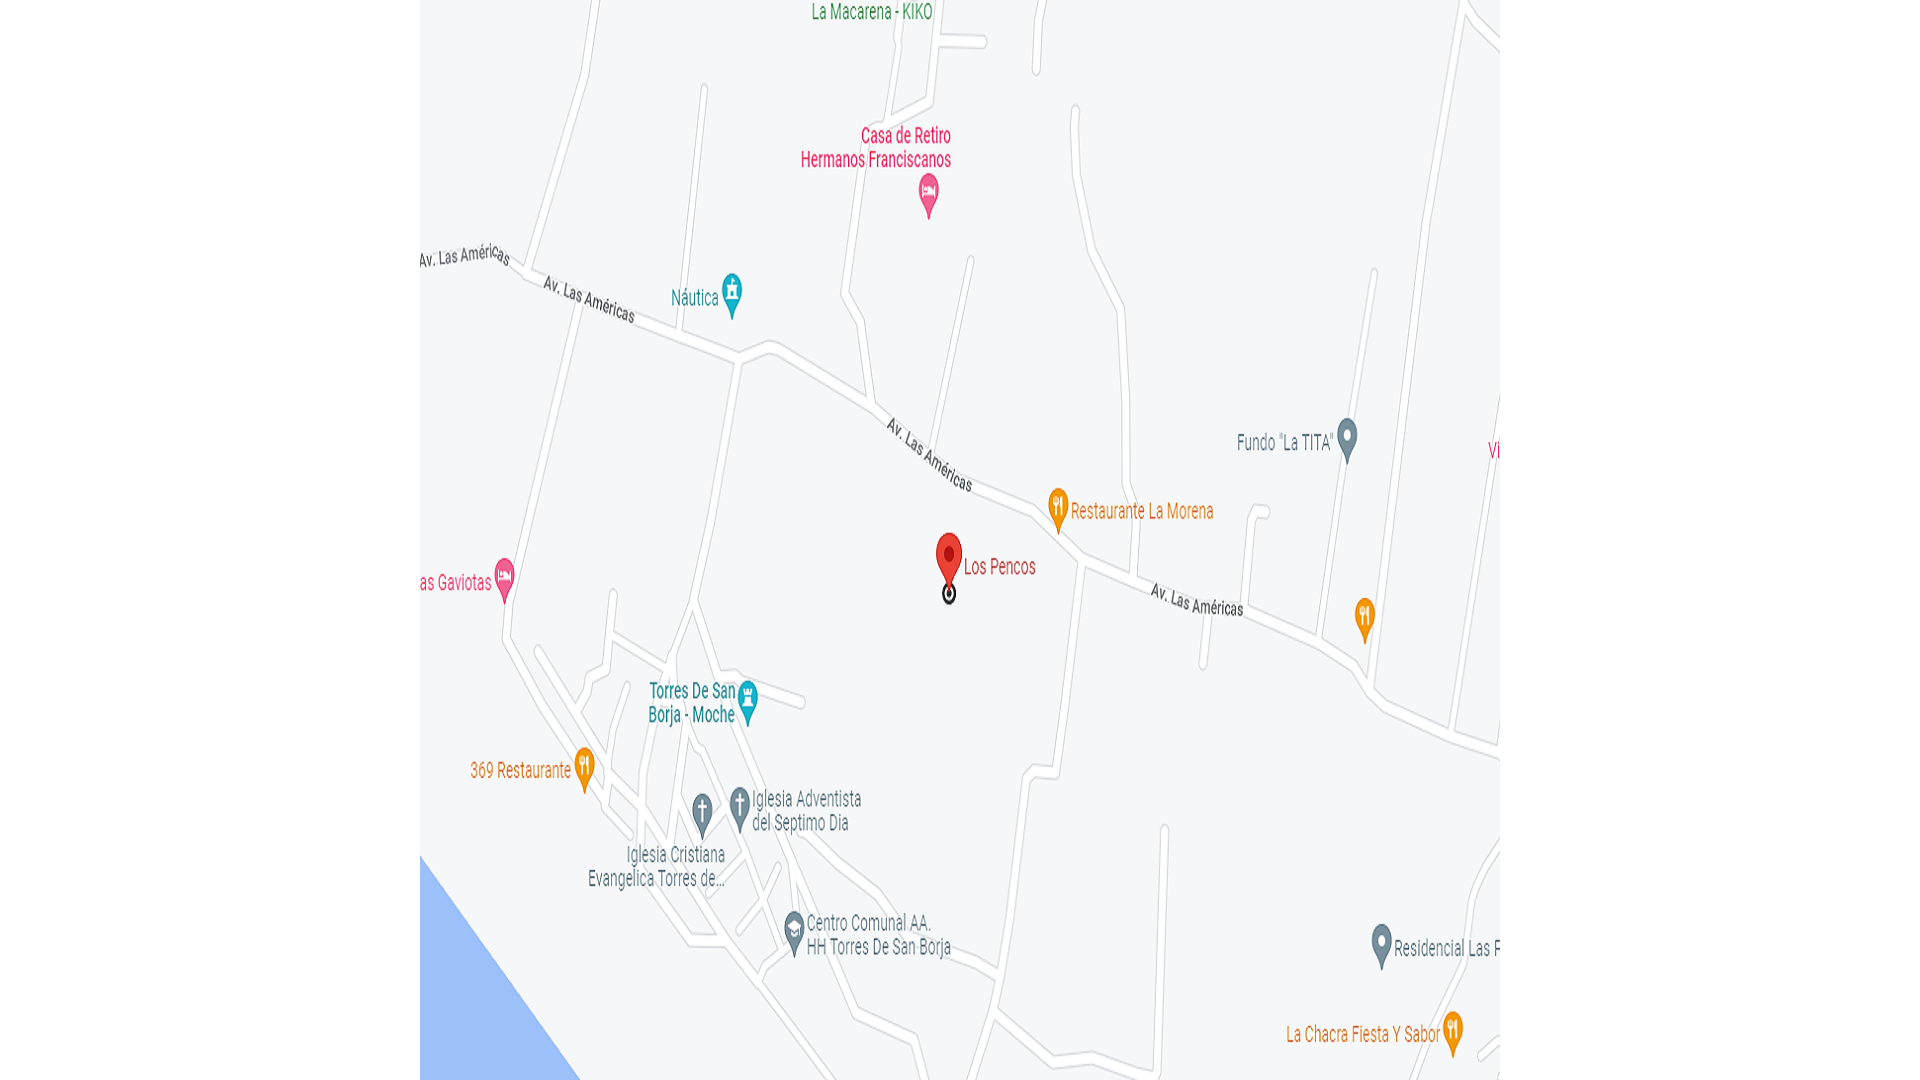 La Macarena - KIKO
Casa de Retiro
Hermanos Franciscanos
Av. Las Américas
Av. Las Américas
Náutica
Av. Las Américas
Fundo "La TITA"
Vi
Restaurante La Morena
Los Pencos
as Gaviotas
Av. Las Américas
Torres De San
Borja - Moche
369 Restaurante
Iglesia Adventista
del Septimo Dia
Iglesia Cristiana
Evangelica Torres de...
Centro Comunal AA.
HH Torres De San Borja
Residencial Las F
La Chacra Fiesta Y Sabor